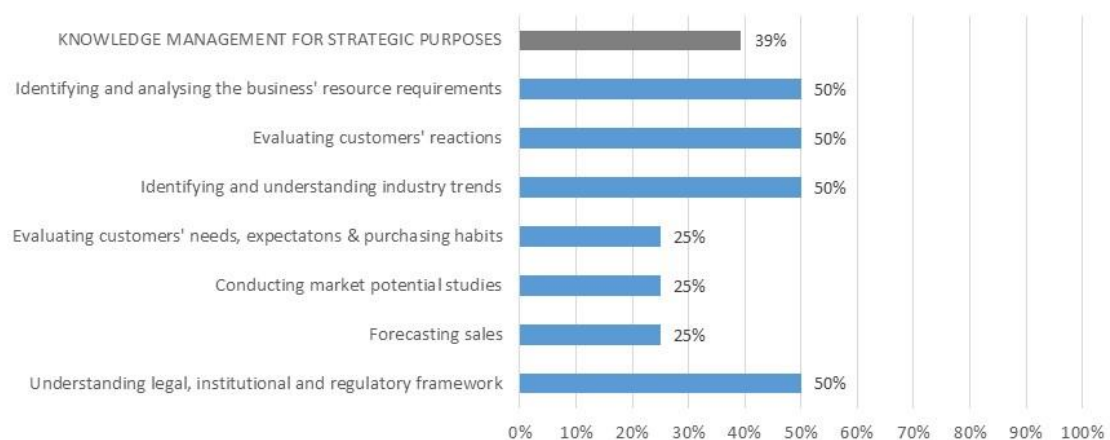 KNOWLEDGE MANAGEMENT FOR STRATEGIC PURPOSES 39%
Identifying and analysing the business' resource requirements 50%
Evaluating customers' reactions 50%
Identifying and understanding industry trends 50%
Evaluating customers' needs, expectatons & purchasing habits 25%
Conducting market potential studies 25%
Forecasting sales 25%
Understanding legal, institutional and regulatory framework 50%
0% 10% 20% 30% 40% 50% 60% 70% 80% 90% 100%